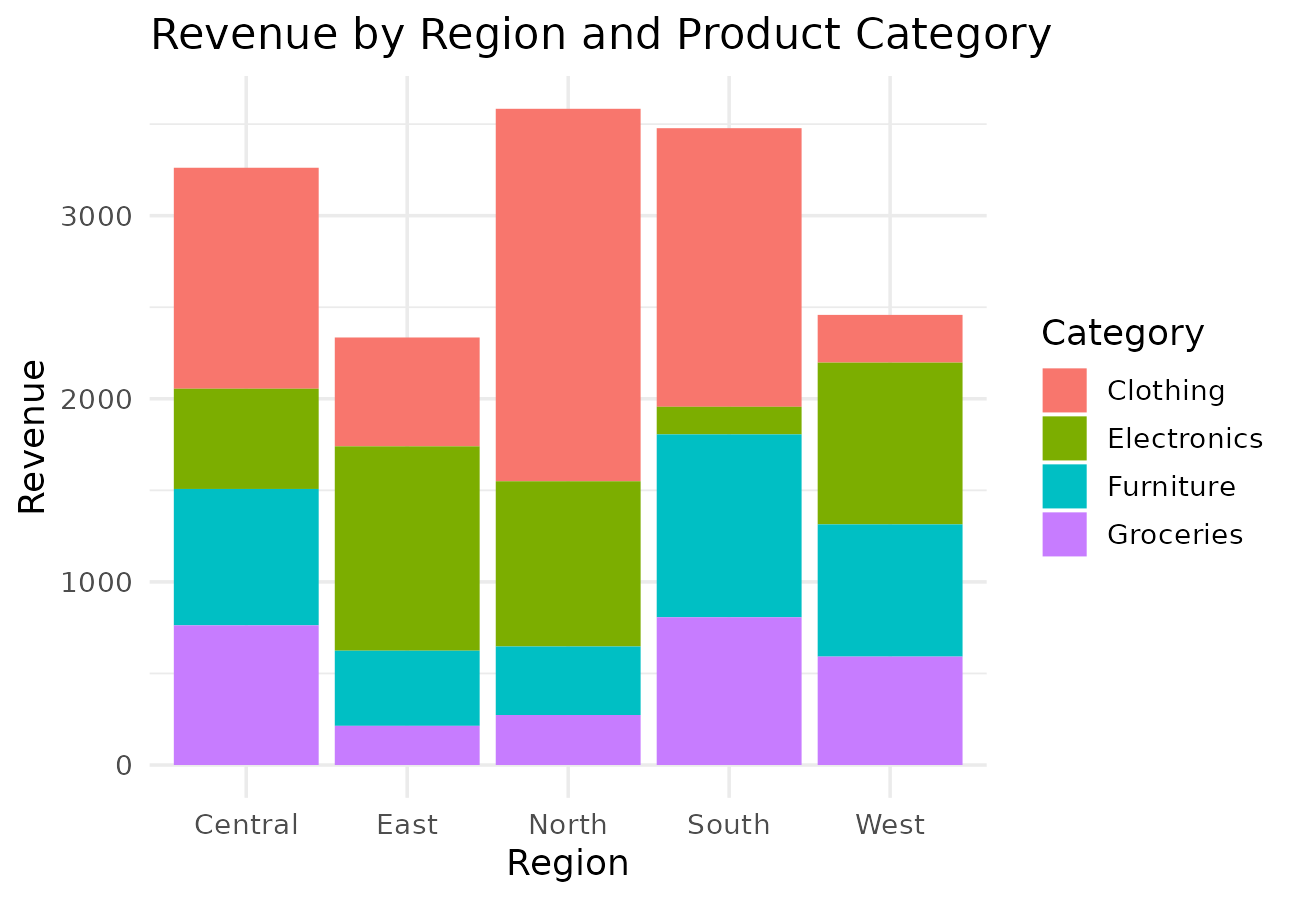 Revenue by Region and Product Category
Revenue
3000
2000
1000
0
Central
East
North
South
West
Region
Category
Clothing
Electronics
Furniture
Groceries